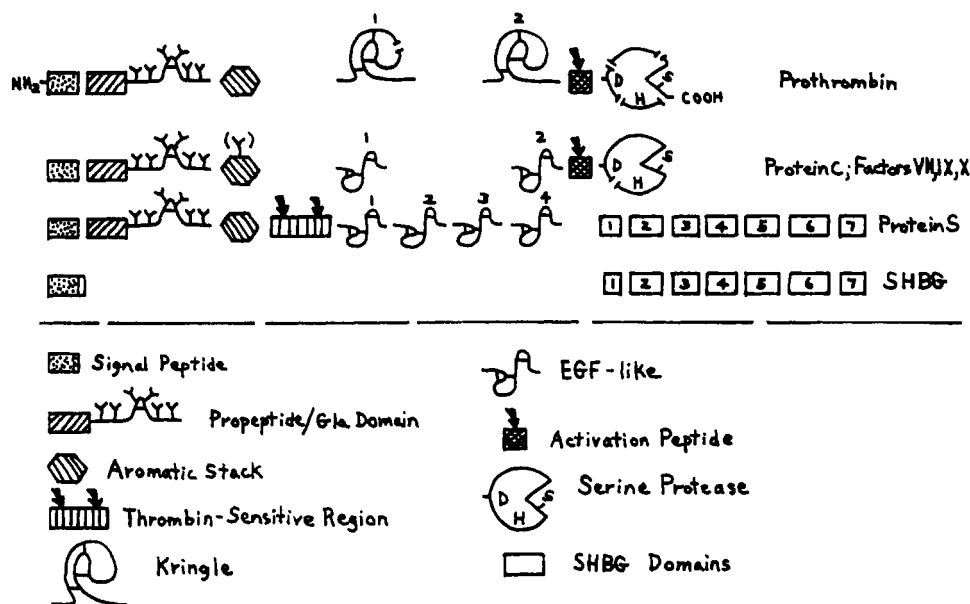 1 2
NH₂ D S H COOH Prothrombin
(Y)
1 2 D S H Protein C; Factors VII, IX, X
1 2 3 4 1 2 3 4 5 6 7 Protein S
1 2 3 4 5 6 7 SHBG
Signal Peptide
Propeptide/Gla Domain
Aromatic Stack
Thrombin-Sensitive Region
Kringle
EGF-like
Activation Peptide
D S H Serine Protease
SHBG Domains